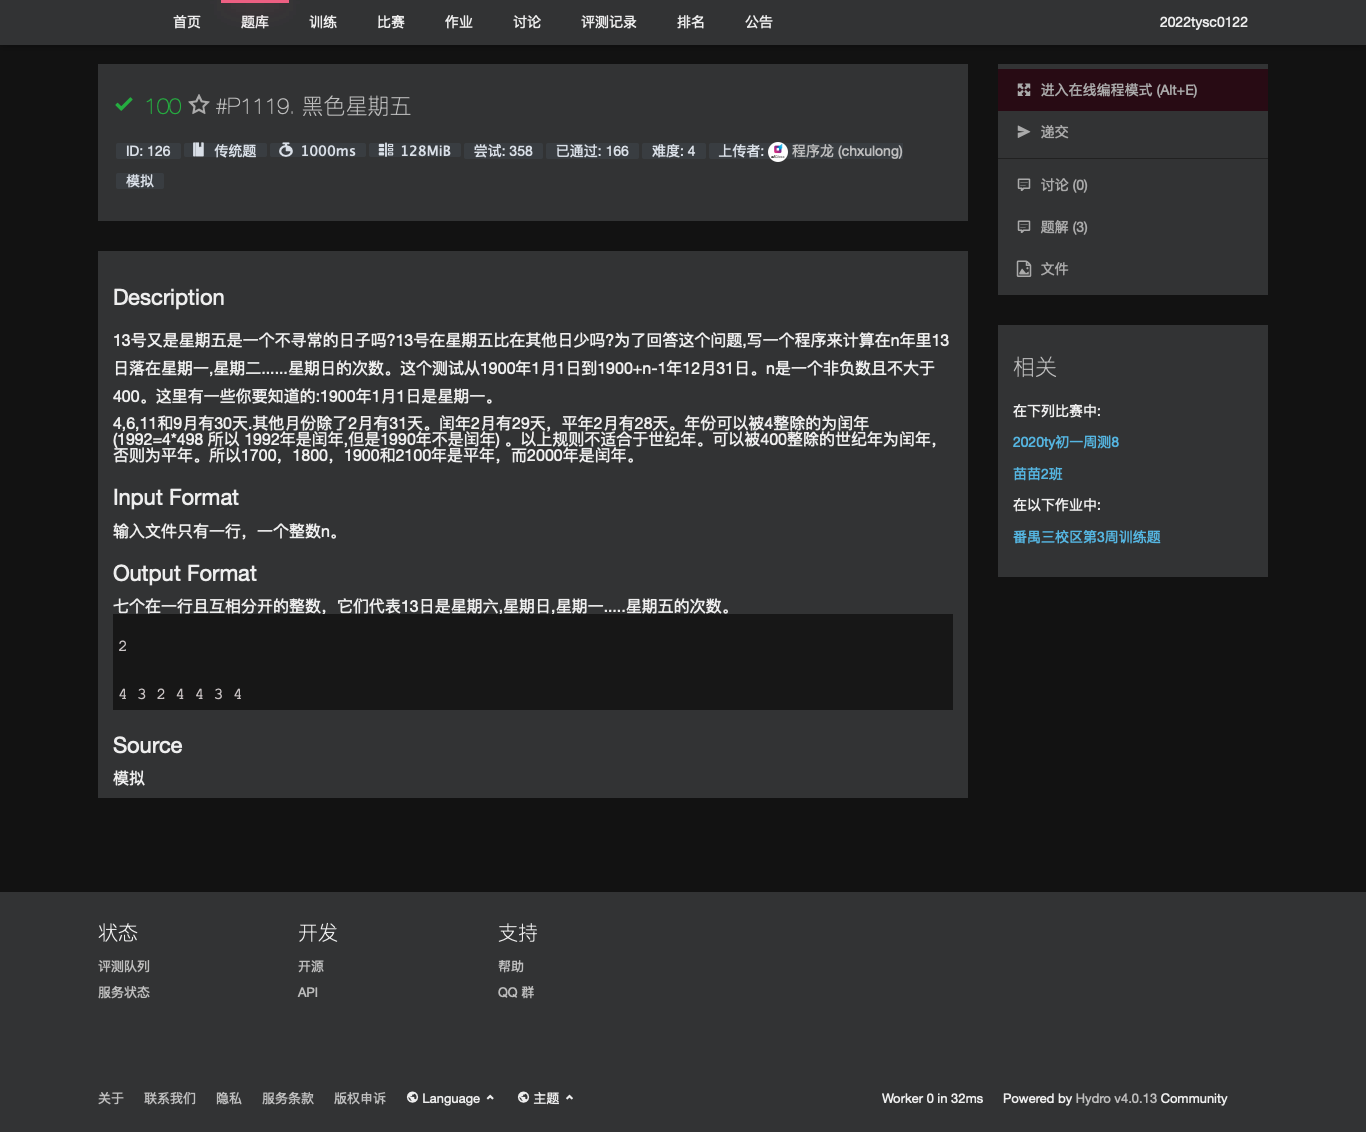 首页 题库 训练 比赛 作业 讨论 评测记录 排名 公告 2022tysc0122
100 #P1119. 黑色星期五
ID: 126 传统题 1000ms 128MiB 尝试: 358 已通过: 166 难度: 4 上传者: 程序龙 (chxulong)
模拟
Description
13号又是星期五是一个不寻常的日子吗?13号在星期五比在其他日少吗?为了回答这个问题,写一个程序来计算在n年里13
日落在星期一,星期二......星期日的次数。这个测试从1900年1月1日到1900+n-1年12月31日。n是一个非负数且不大于
400。这里有一些你要知道的:1900年1月1日是星期一。
4,6,11和9月有30天.其他月份除了2月有31天。闰年2月有29天，平年2月有28天。年份可以被4整除的为闰年
(1992=4*498 所以 1992年是闰年,但是1990年不是闰年) 。以上规则不适合于世纪年。可以被400整除的世纪年为闰年，
否则为平年。所以1700，1800，1900和2100年是平年，而2000年是闰年。
Input Format
输入文件只有一行，一个整数n。
Output Format
七个在一行且互相分开的整数，它们代表13日是星期六,星期日,星期一.....星期五的次数。
2
4 3 2 4 4 3 4
Source
模拟
进入在线编程模式 (Alt+E)
递交
讨论 (0)
题解 (3)
文件
相关
在下列比赛中:
2020ty初一周测8
苗苗2班
在以下作业中:
番禺三校区第3周训练题
状态
评测队列
服务状态
开发
开源
API
支持
帮助
QQ 群
关于 联系我们 隐私 服务条款 版权申诉 Language 主题 Worker 0 in 32ms Powered by Hydro v4.0.13 Community